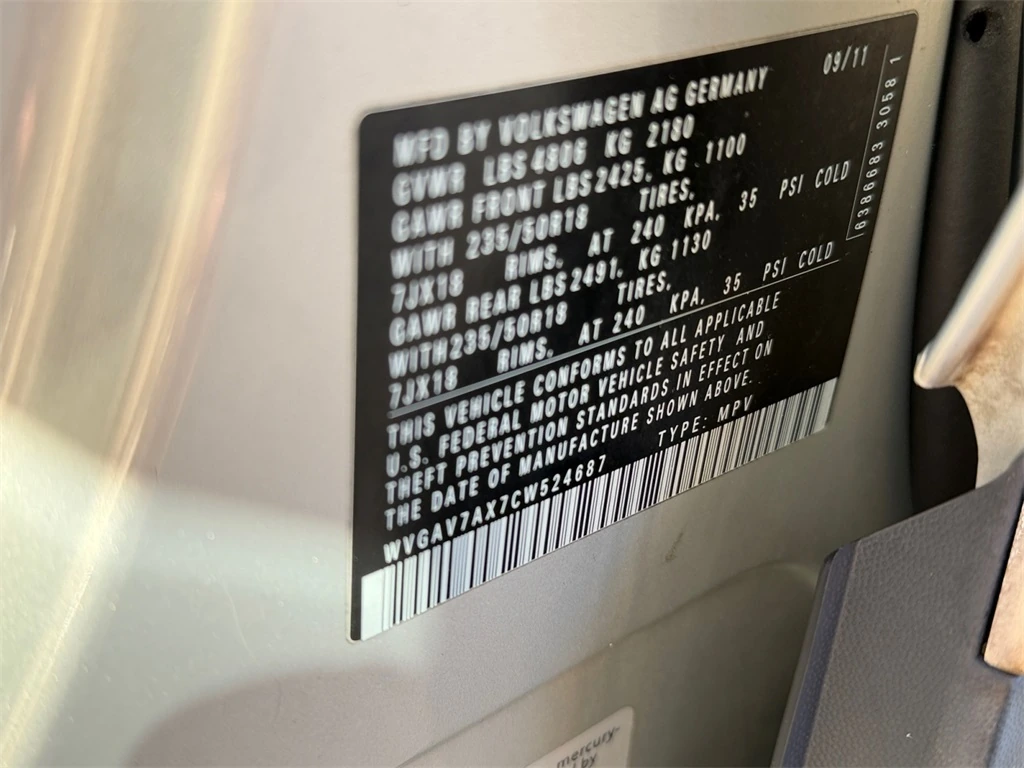 MFD BY VOLKSWAGEN AG GERMANY 09/11
GVWR LBS 4806 KG 2180
GAWR FRONT LBS 2425. KG 1100
WITH 235/50R18 TIRES.
7JX18 RIMS. AT 240 KPA. 35 PSI COLD
GAWR REAR LBS 2491. KG 1130
WITH 235/50R18 TIRES.
7JX18 RIMS. AT 240 KPA. 35 PSI COLD
THIS VEHICLE CONFORMS TO ALL APPLICABLE
U.S. FEDERAL MOTOR VEHICLE SAFETY AND
THEFT PREVENTION STANDARDS IN EFFECT ON
THE DATE OF MANUFACTURE SHOWN ABOVE.
TYPE: MPV
WVGAV7AX7CW524687
8386683 3058 1
mercury-
by